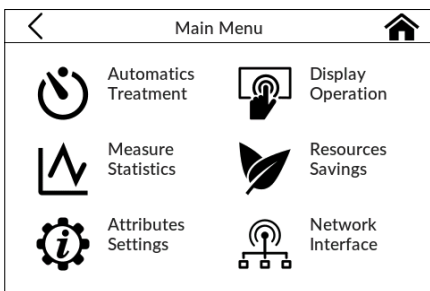 Main Menu
Automatics
Treatment
Display
Operation
Measure
Statistics
Resources
Savings
Attributes
Settings
Network
Interface